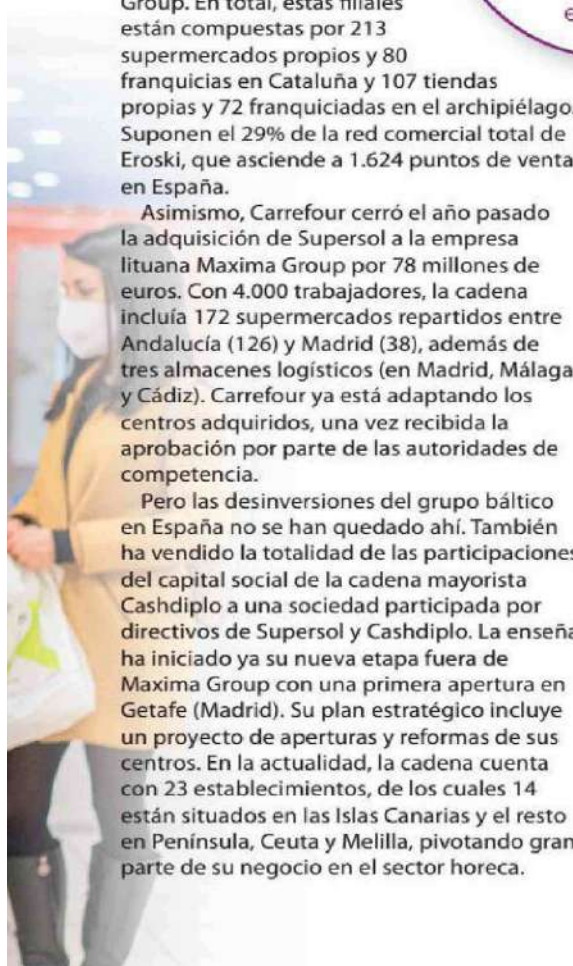 Group. En total, estas filiales
están compuestas por 213
supermercados propios y 80
franquicias en Cataluña y 107 tiendas
propias y 72 franquiciadas en el archipiélago.
Suponen el 29% de la red comercial total de
Eroski, que asciende a 1.624 puntos de venta
en España.
Asimismo, Carrefour cerró el año pasado
la adquisición de Supersol a la empresa
lituana Maxima Group por 78 millones de
euros. Con 4.000 trabajadores, la cadena
incluía 172 supermercados repartidos entre
Andalucía (126) y Madrid (38), además de
tres almacenes logísticos (en Madrid, Málaga
y Cádiz). Carrefour ya está adaptando los
centros adquiridos, una vez recibida la
aprobación por parte de las autoridades de
competencia.
Pero las desinversiones del grupo báltico
en España no se han quedado ahí. También
ha vendido la totalidad de las participaciones
del capital social de la cadena mayorista
Cashdiplo a una sociedad participada por
directivos de Supersol y Cashdiplo. La enseña
ha iniciado ya su nueva etapa fuera de
Maxima Group con una primera apertura en
Getafe (Madrid). Su plan estratégico incluye
un proyecto de aperturas y reformas de sus
centros. En la actualidad, la cadena cuenta
con 23 establecimientos, de los cuales 14
están situados en las Islas Canarias y el resto
en Península, Ceuta y Melilla, pivotando gran
parte de su negocio en el sector horeca.